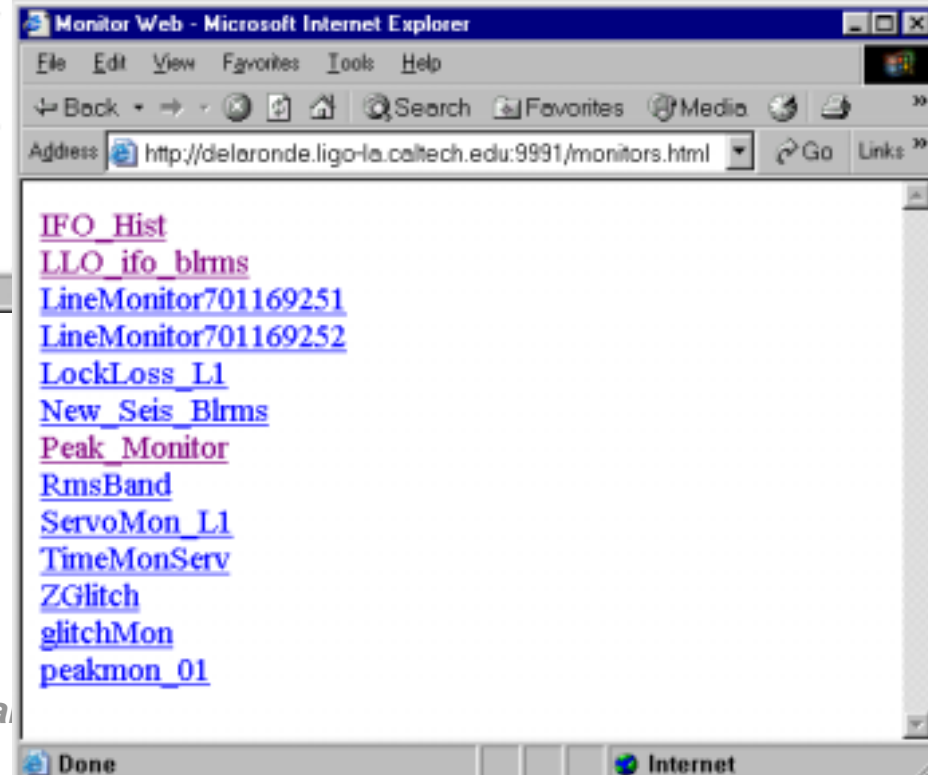 Monitor Web - Microsoft Internet Explorer
File Edit View Favorites Tools Help
Back Search Favorites Media »
Address http://delaronde.ligo-la.caltech.edu:9991/monitors.html Go Links »
IFO_Hist
LLO_ifo_blrms
LineMonitor701169251
LineMonitor701169252
LockLoss_L1
New_Seis_Blrms
Peak_Monitor
RmsBand
ServoMon_L1
TimeMonServ
ZGlitch
glitchMon
peakmon_01
Done Internet